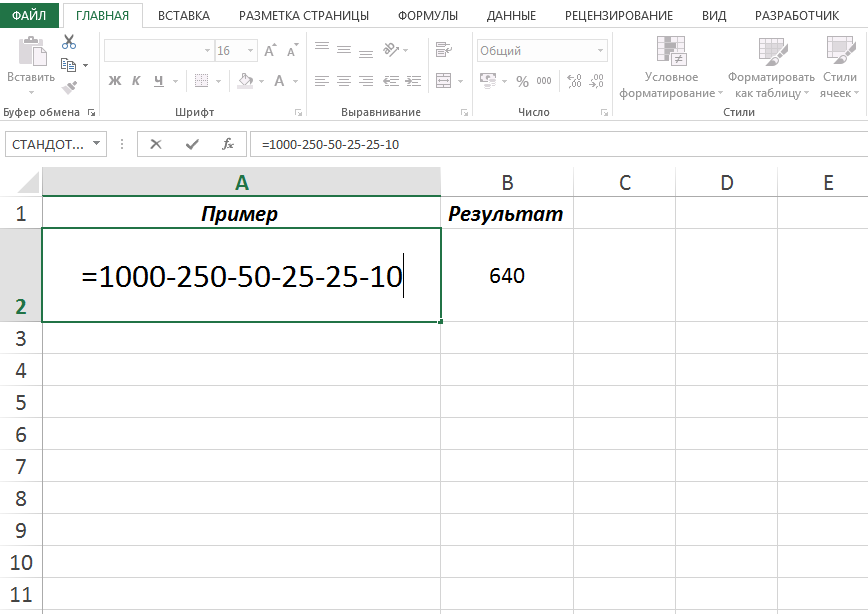 ФАЙЛ ГЛАВНАЯ ВСТАВКА РАЗМЕТКА СТРАНИЦЫ ФОРМУЛЫ ДАННЫЕ РЕЦЕНЗИРОВАНИЕ ВИД РАЗРАБОТЧИК
16 A A Общий
Вставить Условное форматирование Форматировать как таблицу Стили ячеек
Ж К Ч A % 000 ,00 ,00
Буфер обмена Шрифт Выравнивание Число Стили
СТАНДОТ... fx =1000-250-50-25-25-10
A B C D E
1 Пример Результат
2 =1000-250-50-25-25-10 640
3
4
5
6
7
8
9
10
11